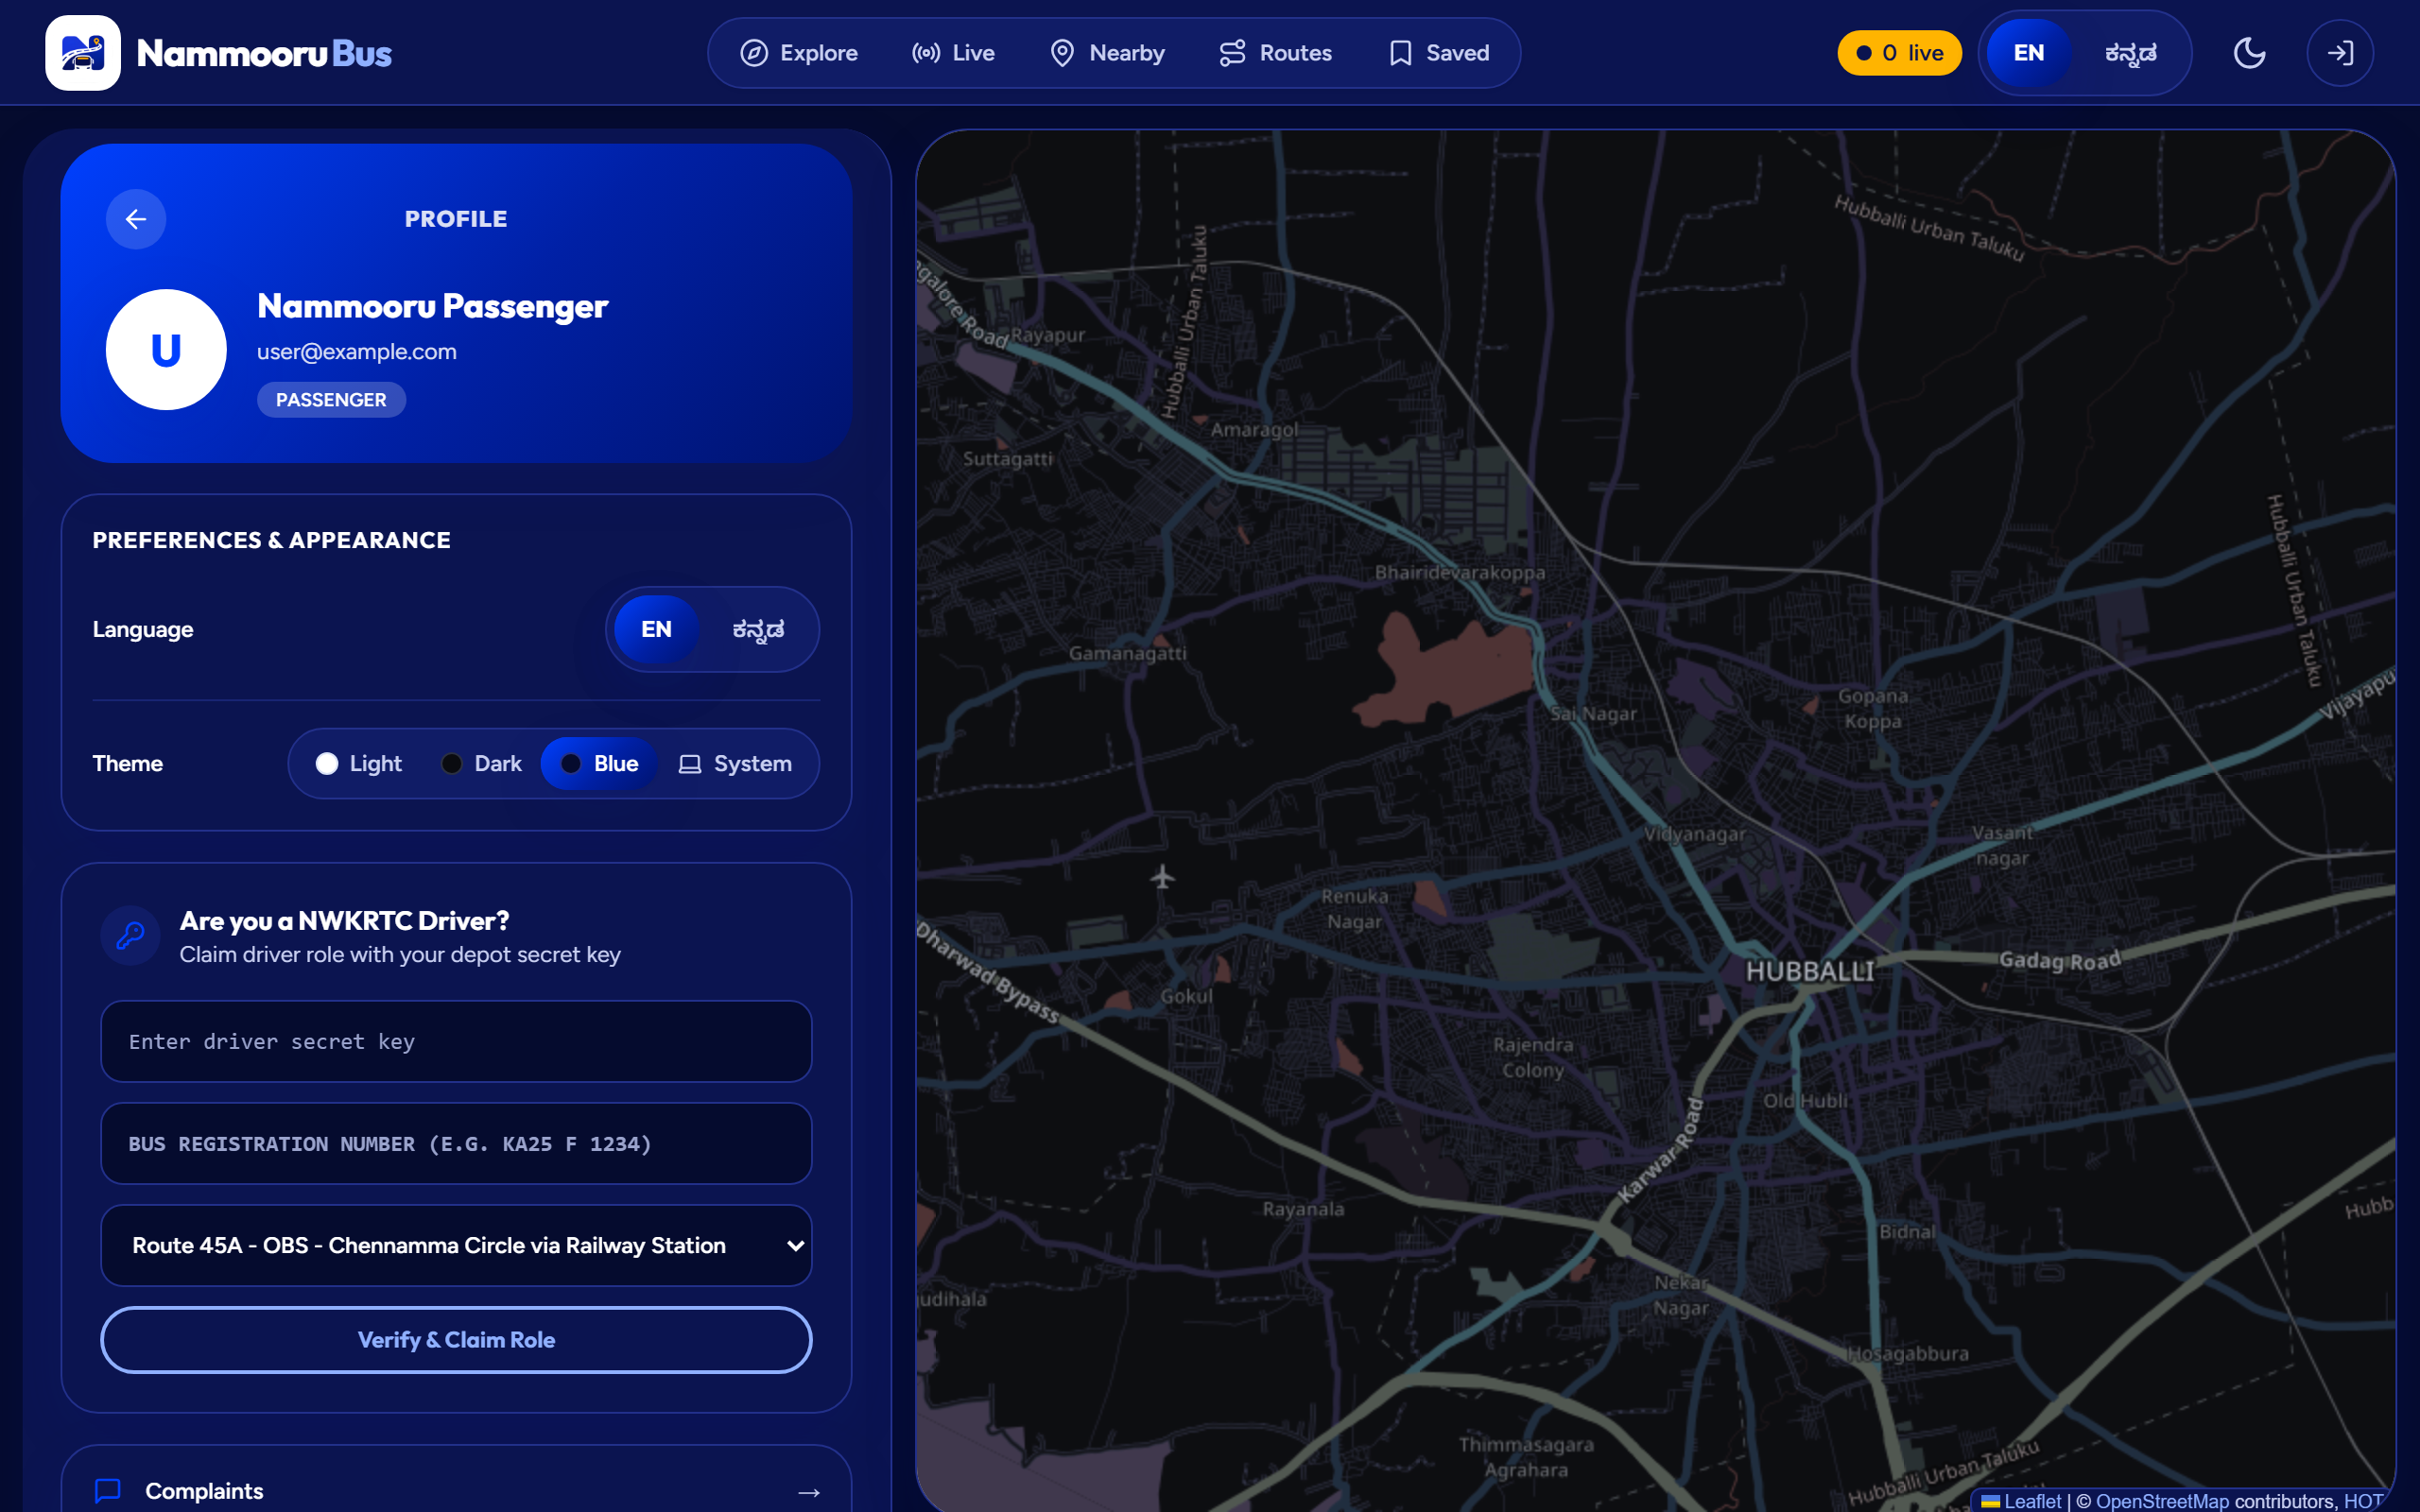 Nammooru Bus
Explore
Live
Nearby
Routes
Saved
0 live
EN
ಕನ್ನಡ
PROFILE
U
Nammooru Passenger
user@example.com
PASSENGER
PREFERENCES & APPEARANCE
Language
EN
ಕನ್ನಡ
Theme
Light
Dark
Blue
System
Are you a NWKRTC Driver?
Claim driver role with your depot secret key
Enter driver secret key
BUS REGISTRATION NUMBER (E.G. KA25 F 1234)
Route 45A - OBS - Chennamma Circle via Railway Station
Verify & Claim Role
Complaints
→
Hubballi Urban Taluku
Hubballi Urban Taluku
galore Road
Rayapur
Amaragol
Suttagatti
Hubballi Urban Taluku
Bhairidevarakoppa
Gamanagatti
Gopana
Koppa
Sai Nagar
Vijayapu
Vidyanagar
Vasant
nagar
Renuka
Nagar
Dharwad Bypass
HUBBALLI
Gadag Road
Gokul
Rajendra
Colony
Old Hubli
Karwar Road
Rayanala
Hubb
Bidnal
Nekar
Nagar
udihala
Hosagabbura
Thimmasagara
Agrahara
Hubballi Urban Taluku
Leaflet | © OpenStreetMap contributors, HOT